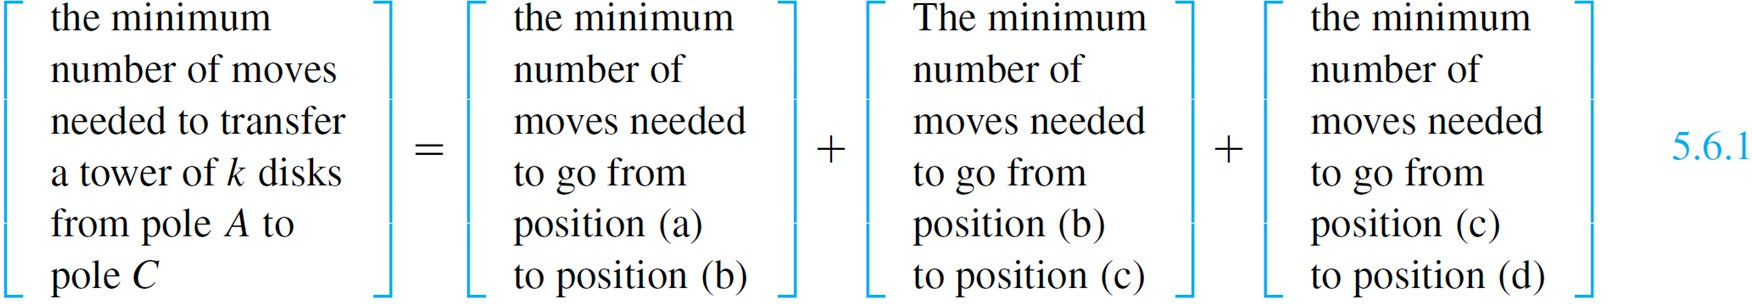 the minimum
number of moves
needed to transfer
a tower of k disks
from pole A to
pole C
=
the minimum
number of
moves needed
to go from
position (a)
to position (b)
+
The minimum
number of
moves needed
to go from
position (b)
to position (c)
+
the minimum
number of
moves needed
to go from
position (c)
to position (d)
5.6.1